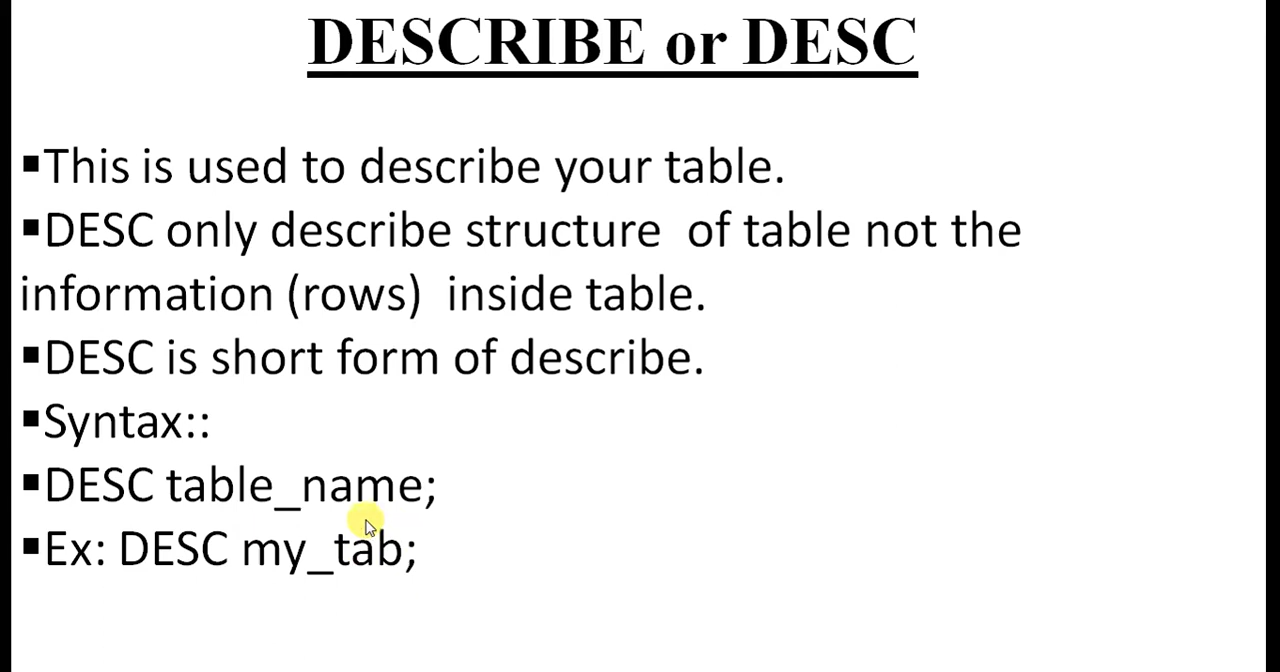 DESCRIBE or DESC
▪This is used to describe your table.
▪DESC only describe structure  of table not the
information (rows)  inside table.
▪DESC is short form of describe.
▪Syntax::
▪DESC table_name;
▪Ex: DESC my_tab;